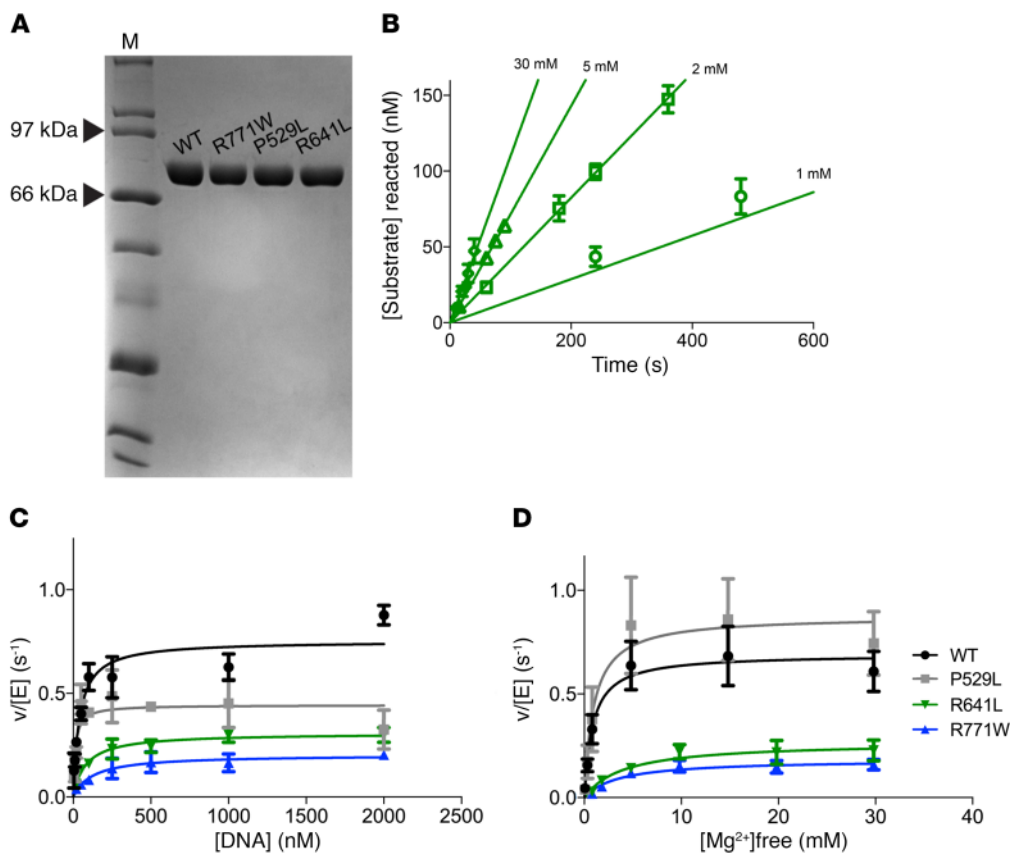 A
M
97 kDa
66 kDa
WT
R771W
P529L
R641L
B
[Substrate] reacted (nM)
150
100
50
0
30 mM
5 mM
2 mM
1 mM
0
200
400
600
Time (s)
C
v/[E] (s⁻¹)
1.0
0.5
0.0
0
500
1000
1500
2000
2500
[DNA] (nM)
D
v/[E] (s⁻¹)
1.0
0.5
0.0
0
10
20
30
40
[Mg²⁺]free (mM)
WT
P529L
R641L
R771W